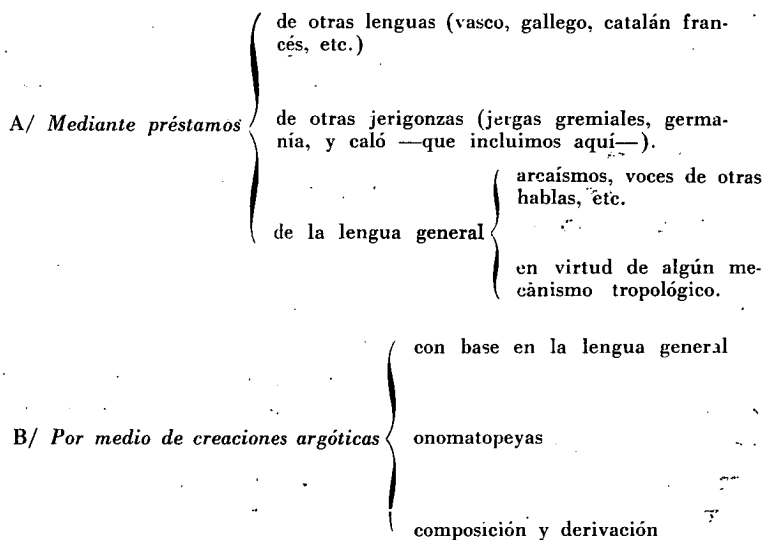 de otras lenguas (vasco, gallego, catalán fran-
cés, etc.)
A/ Mediante préstamos
de otras jerigonzas (jergas gremiales, germa-
nía, y caló —que incluimos aquí—).
de la lengua general
arcaísmos, voces de otras
hablas, etc.
en virtud de algún me-
canismo tropológico.
con base en la lengua general
B/ Por medio de creaciones argóticas
onomatopeyas
composición y derivación